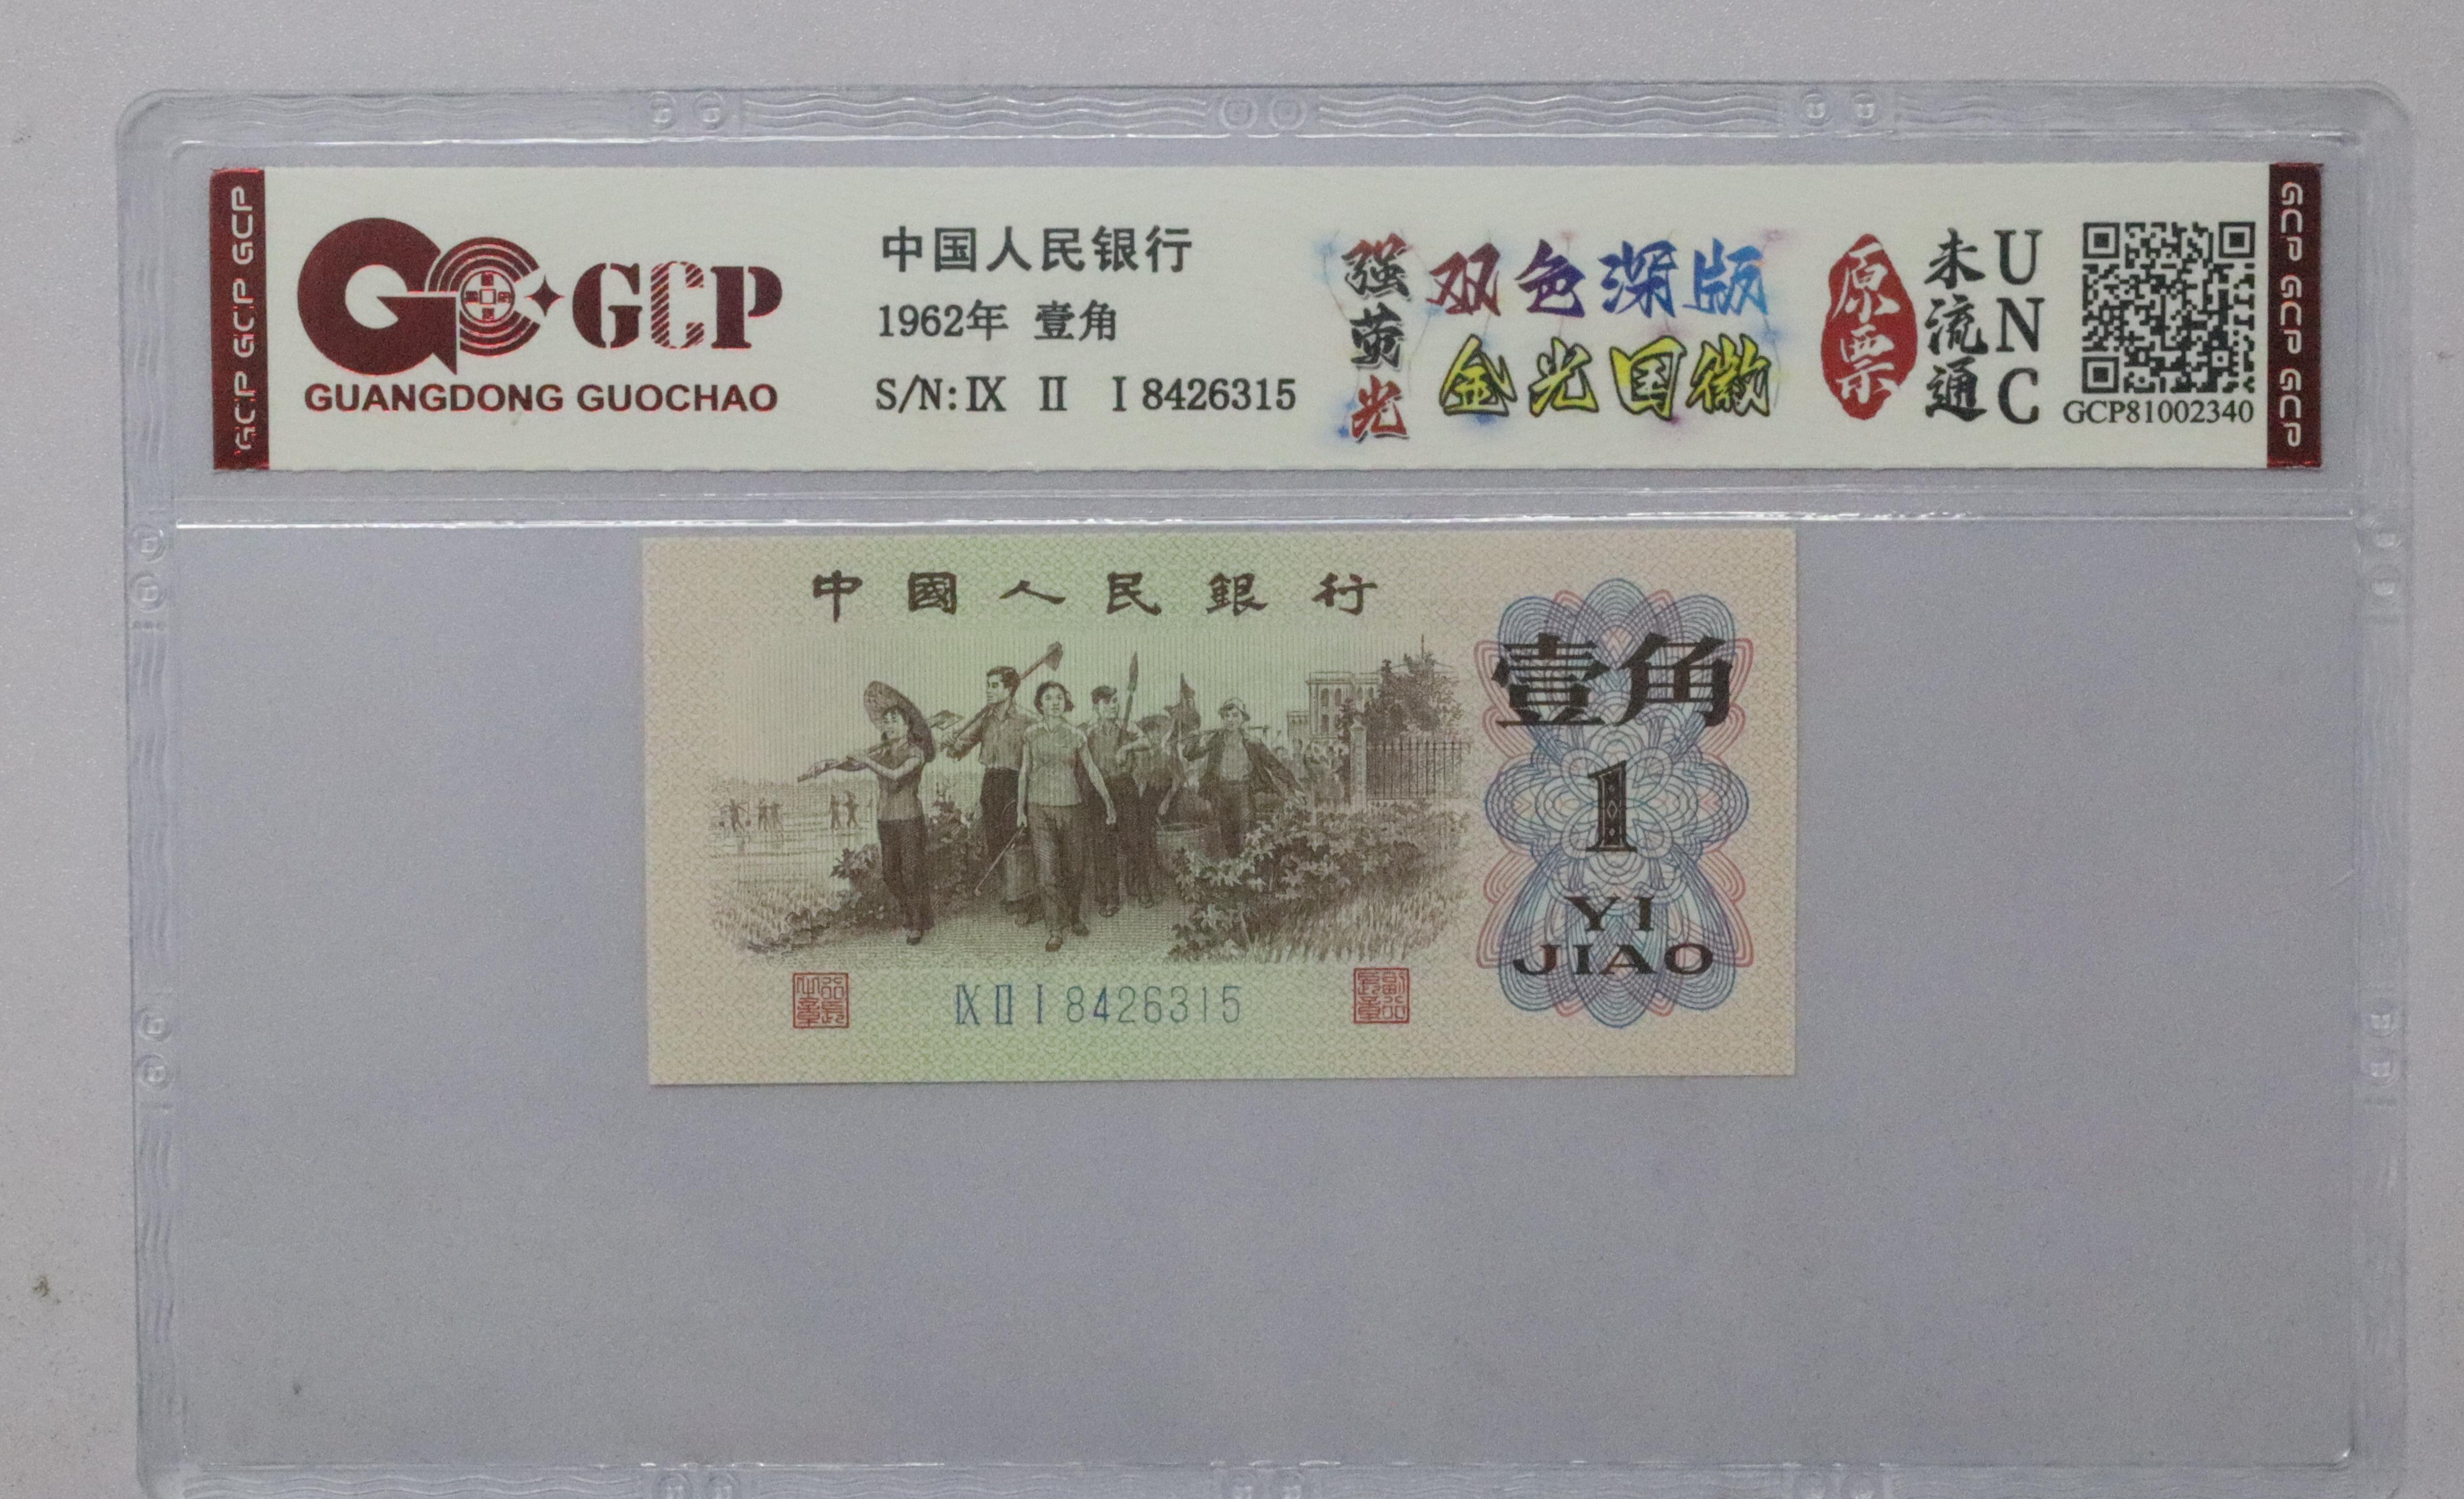 GCP GCP GCP
GCP
GUANGDONG GUOCHAO
中国人民银行
1962年 壹角
S/N: IX II I 8426315
强荧光
双色深版
金光国徽
原票
未流通
UNC
GCP81002340
GCP GCP GCP
中國人民銀行
壹角
1
YI
JIAO
IX II I 8426315